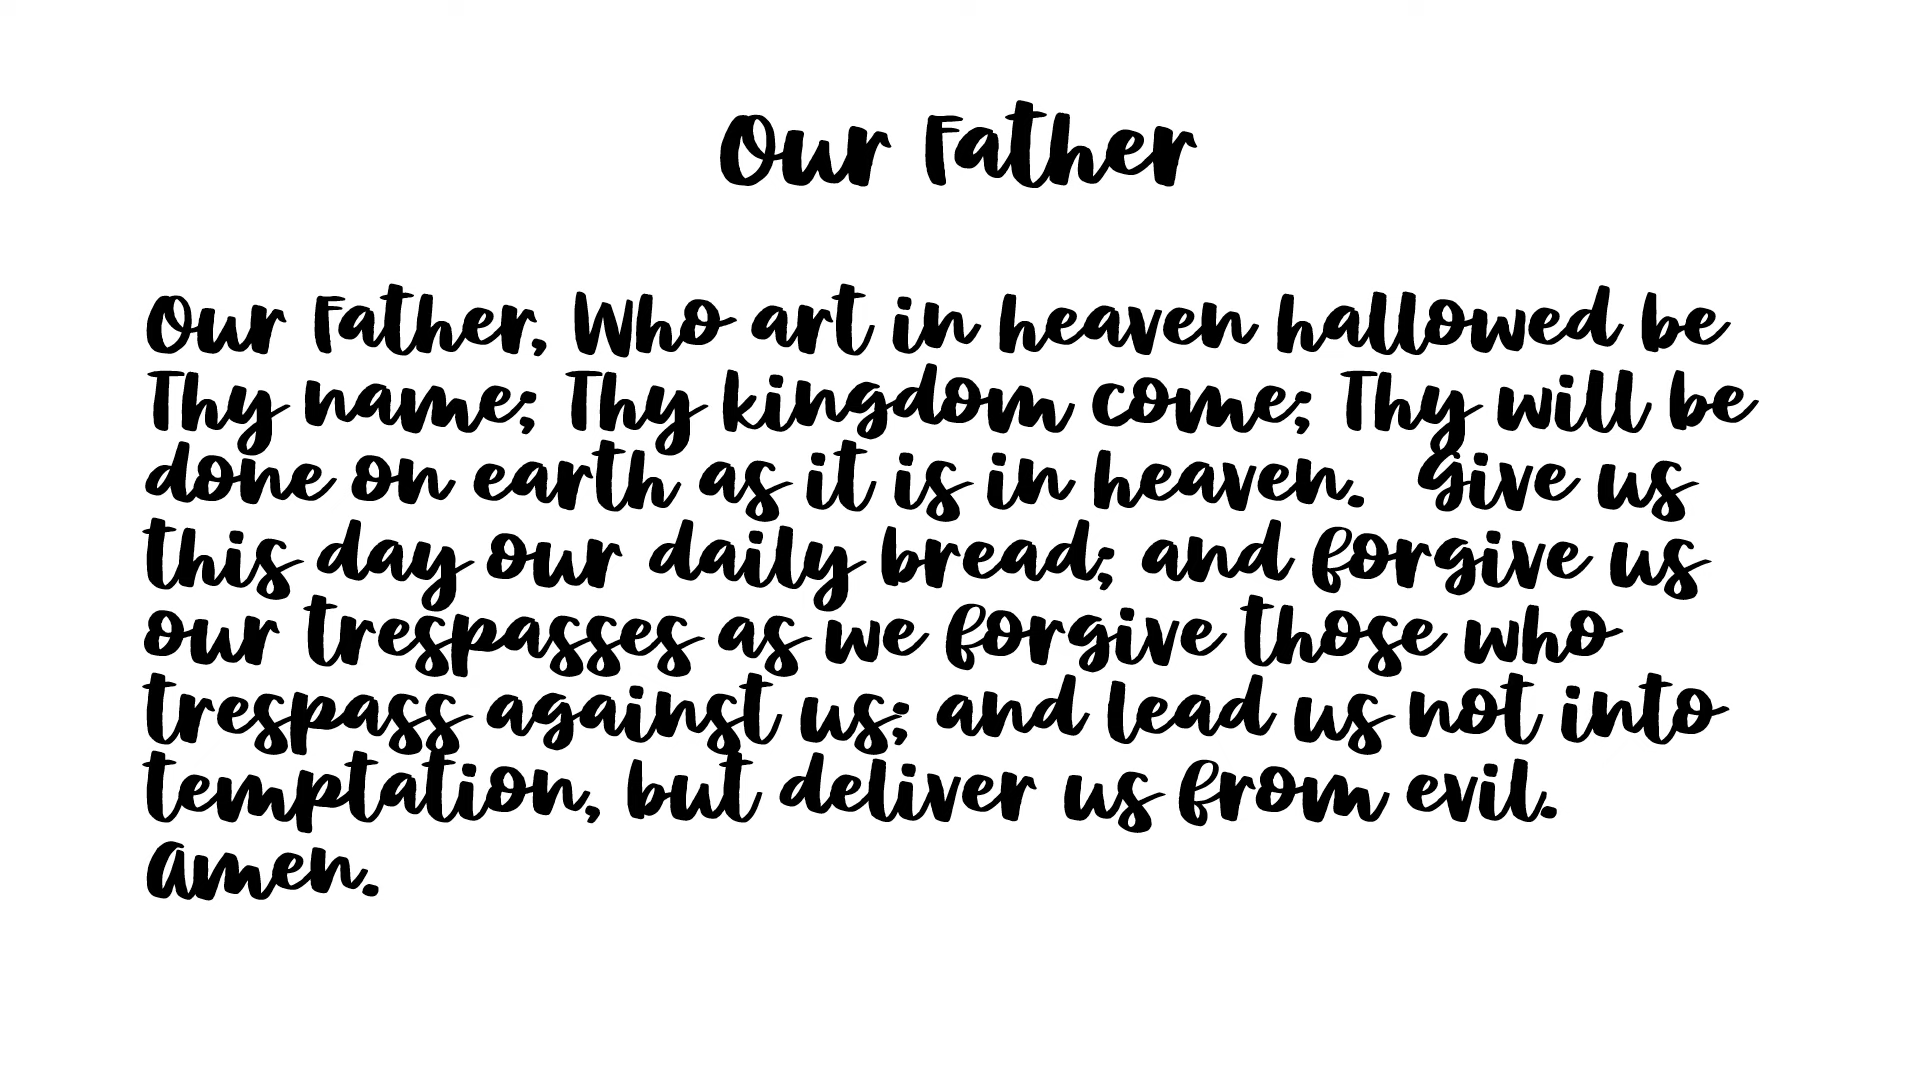 Our Father
Our Father, Who art in heaven hallowed be
Thy name; Thy kingdom come; Thy will be
done on earth as it is in heaven.   Give us
this day our daily bread; and forgive us
our trespasses as we forgive those who
trespass against us; and lead us not into
temptation, but deliver us from evil.
Amen.